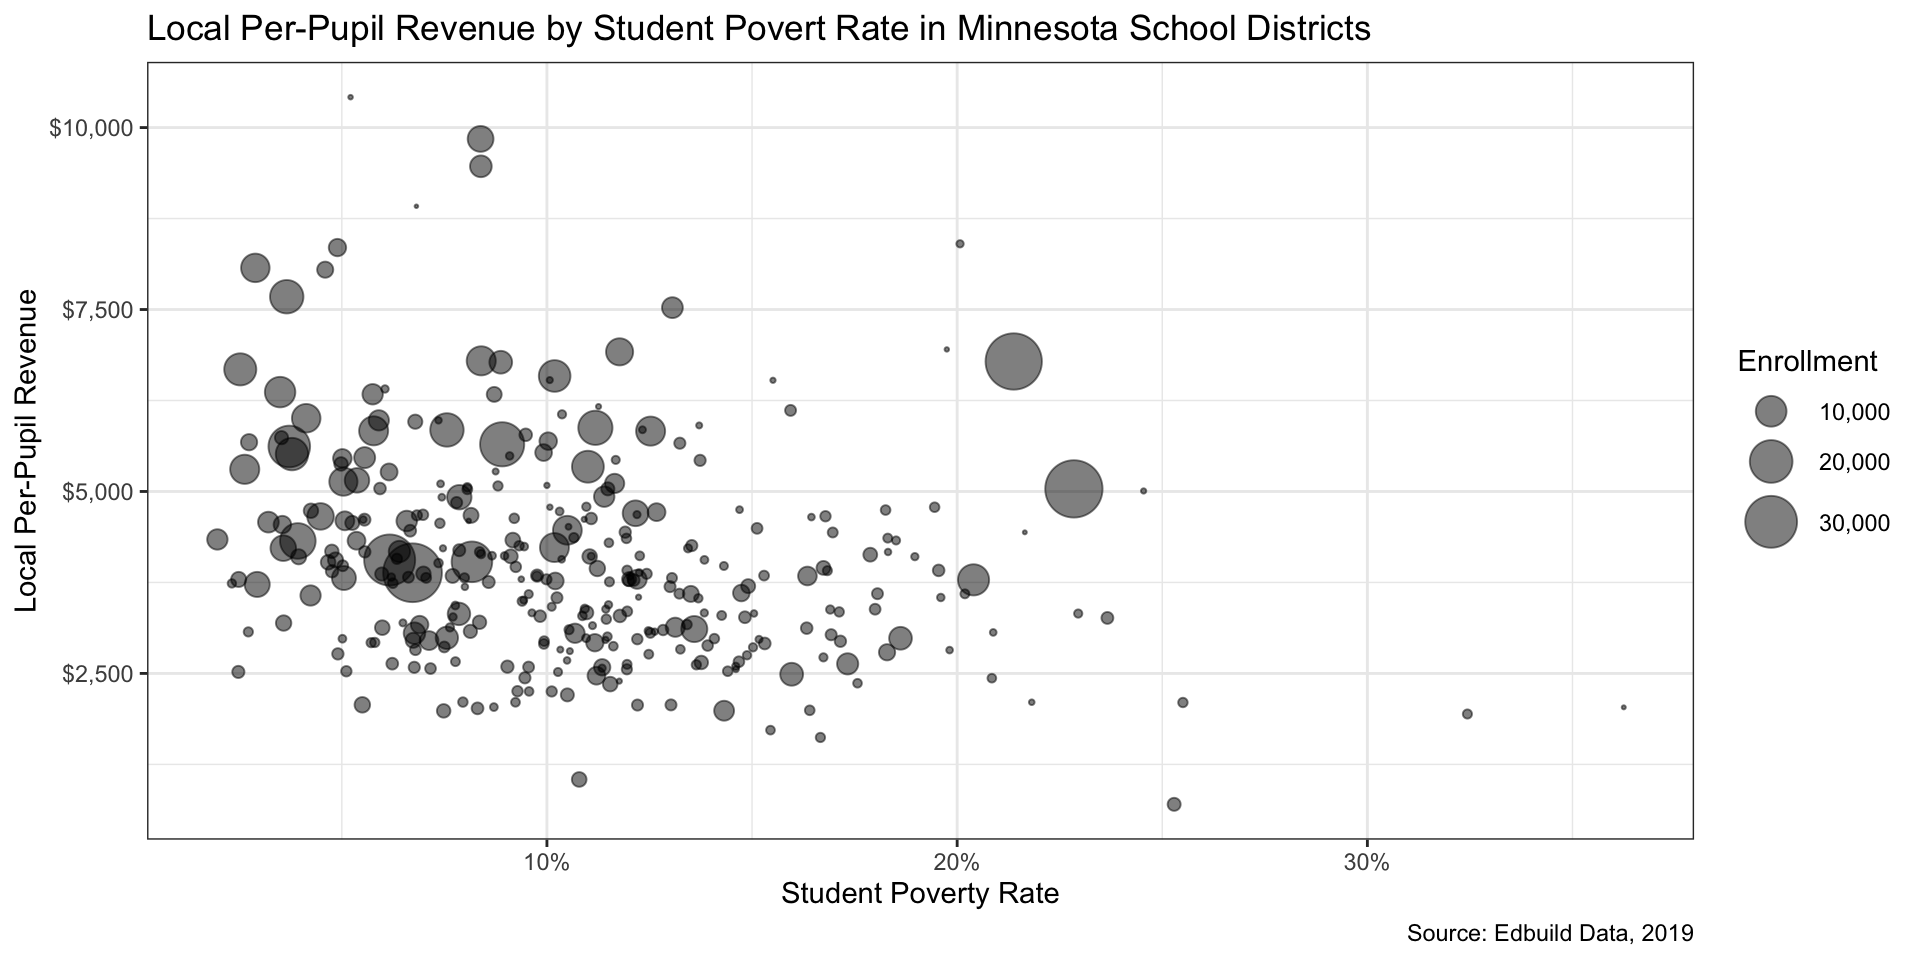 Local Per-Pupil Revenue by Student Povert Rate in Minnesota School Districts
Local Per-Pupil Revenue
$10,000
$7,500
$5,000
$2,500
10%
20%
30%
Student Poverty Rate
Enrollment
10,000
20,000
30,000
Source: Edbuild Data, 2019